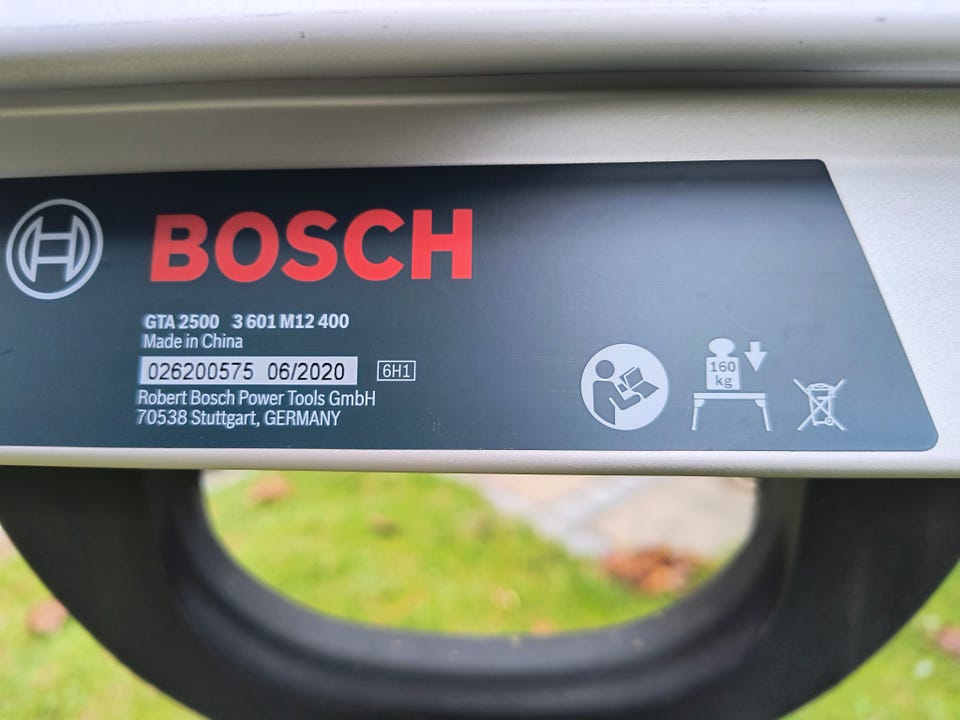 BOSCH
GTA 2500 3 601 M12 400
Made in China
026200575 06/2020 6H1
Robert Bosch Power Tools GmbH
70538 Stuttgart, GERMANY
160
kg